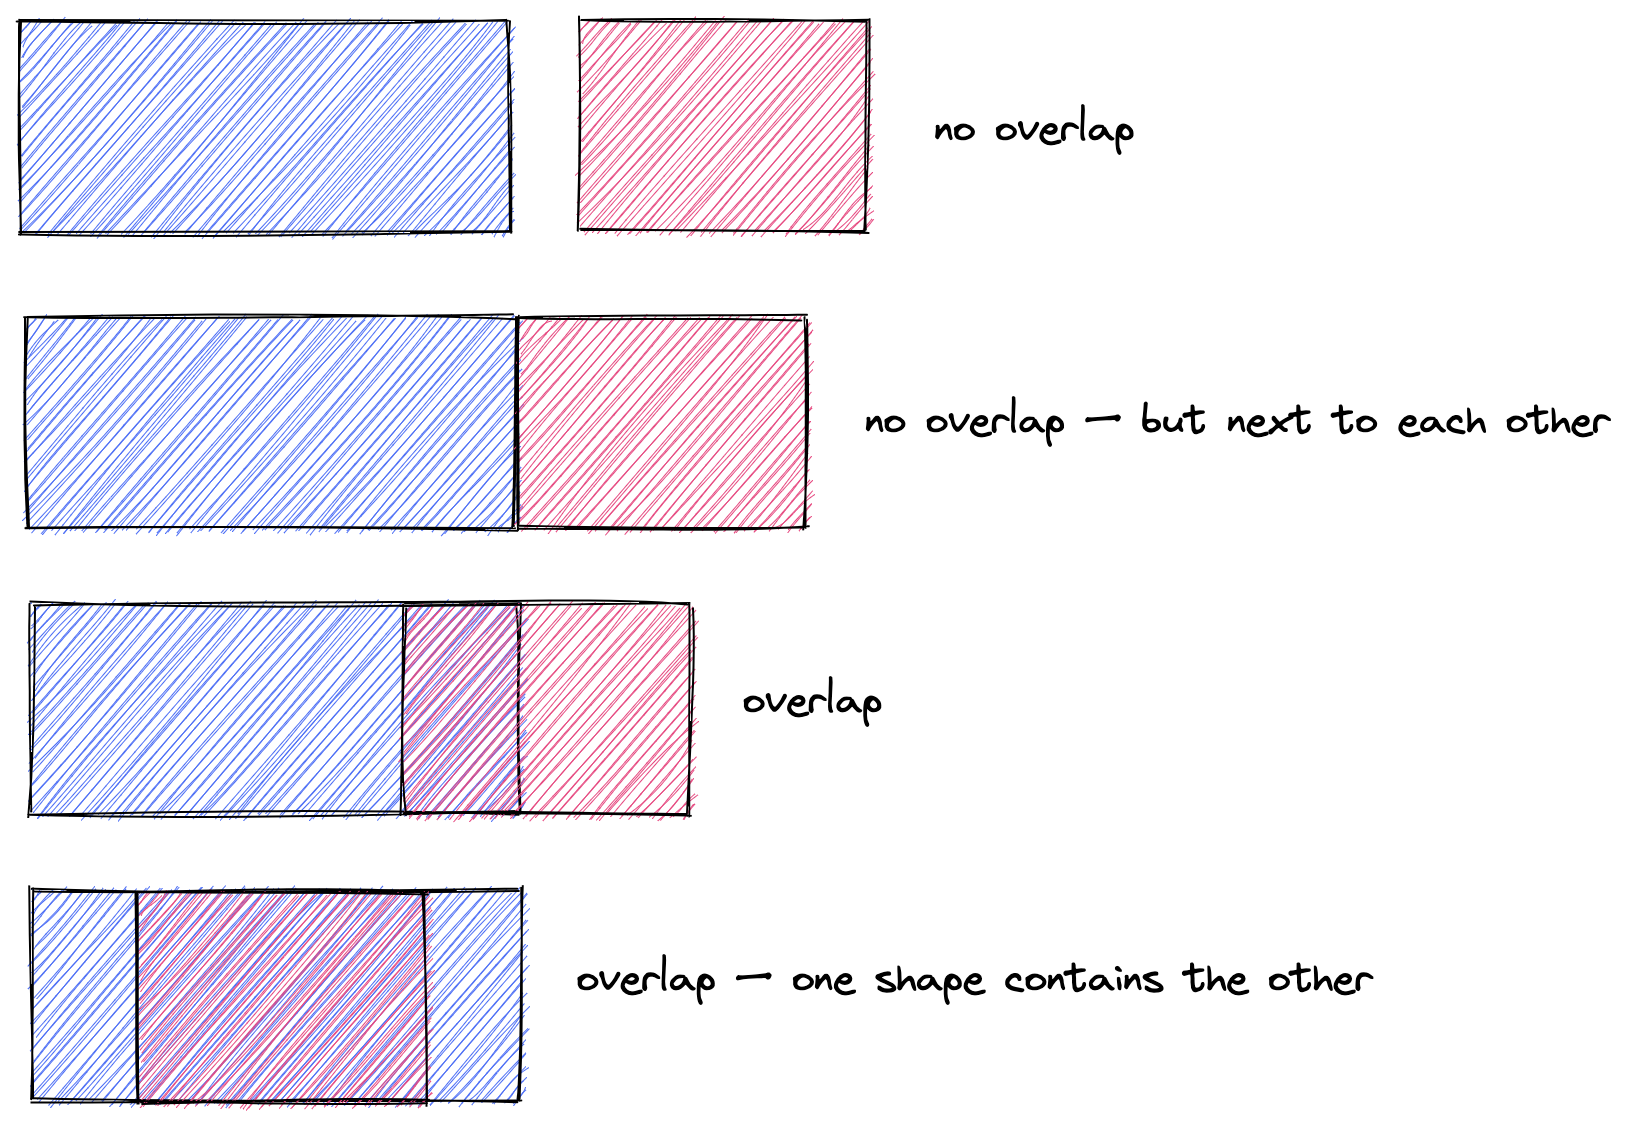 no overlap
no overlap — but next to each other
overlap
overlap — one shape contains the other